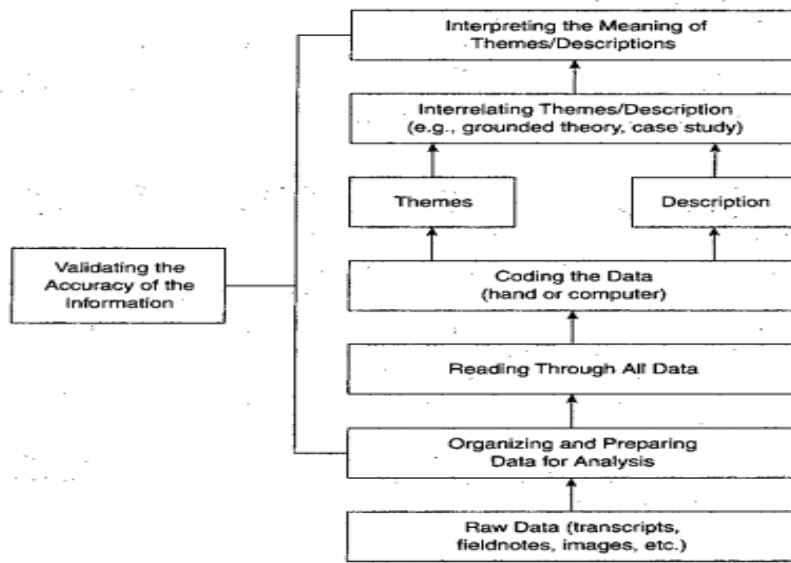 Interpreting the Meaning of
Themes/Descriptions
Interrelating Themes/Description
(e.g., grounded theory, case study)
Themes
Description
Validating the
Accuracy of the
Information
Coding the Data
(hand or computer)
Reading Through All Data
Organizing and Preparing
Data for Analysis
Raw Data (transcripts,
fieldnotes, images, etc.)